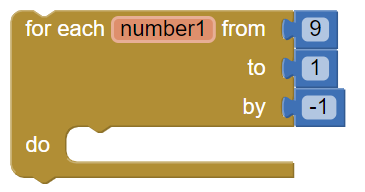 for each number1 from 9
to 1
by -1
do